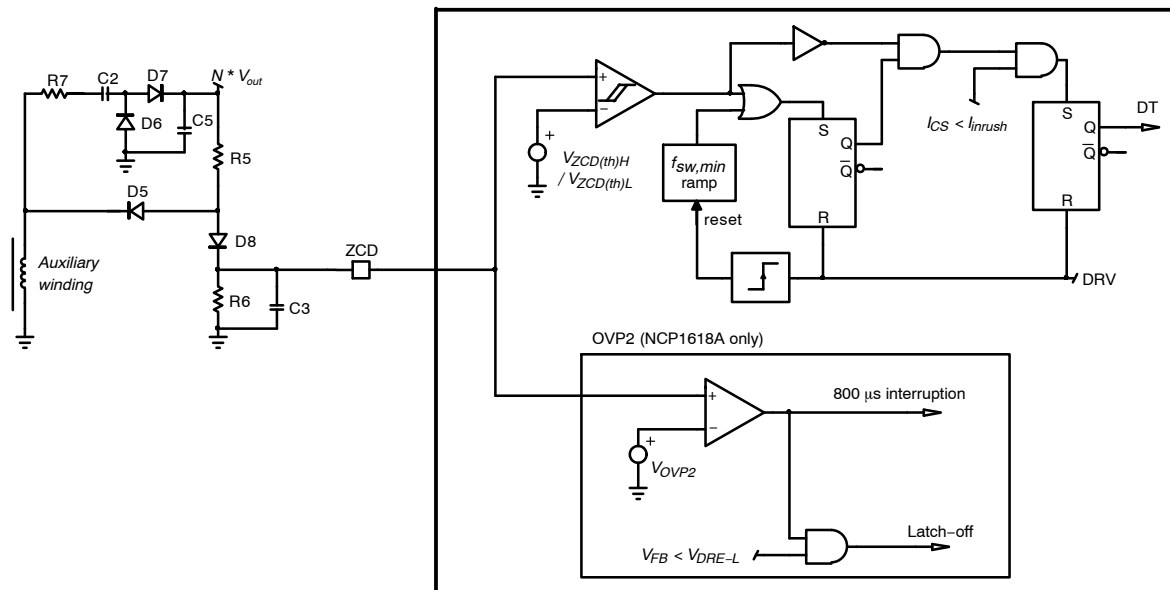 R7
C2
D7
N * Vout
D6
C5
R5
D5
D8
ZCD
Auxiliary
winding
R6
C3
+
−
+
VZCD(th)H
/ VZCD(th)L
fsw,min
ramp
reset
S
Q
Q̅
R
ICS < Iinrush
S
Q
Q̅
R
DT
DRV
OVP2 (NCP1618A only)
+
−
800 μs interruption
+
VOVP2
VFB < VDRE−L
Latch−off